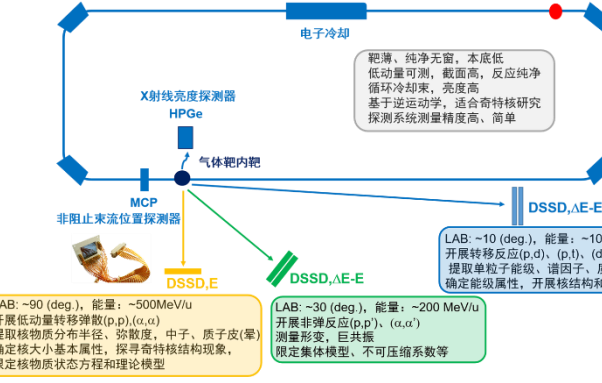 电子冷却
靶薄、纯净无窗，本底低
低动量可测，截面高，反应纯净
循环冷却束，亮度高
基于逆运动学，适合奇特核研究
探测系统测量精度高、简单
X射线亮度探测器
HPGe
气体靶内靶
MCP
非阻止束流位置探测器
DSSD,ΔE-E
LAB: ~10 (deg.)，能量：~10
开展转移反应(p,d)、(p,t)、(d
提取单粒子能级、谱因子、
确定能级属性，开展核结构和
DSSD,E
DSSD,ΔE-E
LAB: ~90 (deg.)，能量：~500MeV/u
开展低动量转移弹散(p,p),(α,α)
提取核物质分布半径、弥散度，中子、质子皮(晕)
确定核大小基本属性，探寻奇特核结构现象，
限定核物质状态方程和理论模型
LAB: ~30 (deg.)，能量：~200 MeV/u
开展非弹反应(p,p')、(α,α')
测量形变，巨共振
限定集体模型、不可压缩系数等